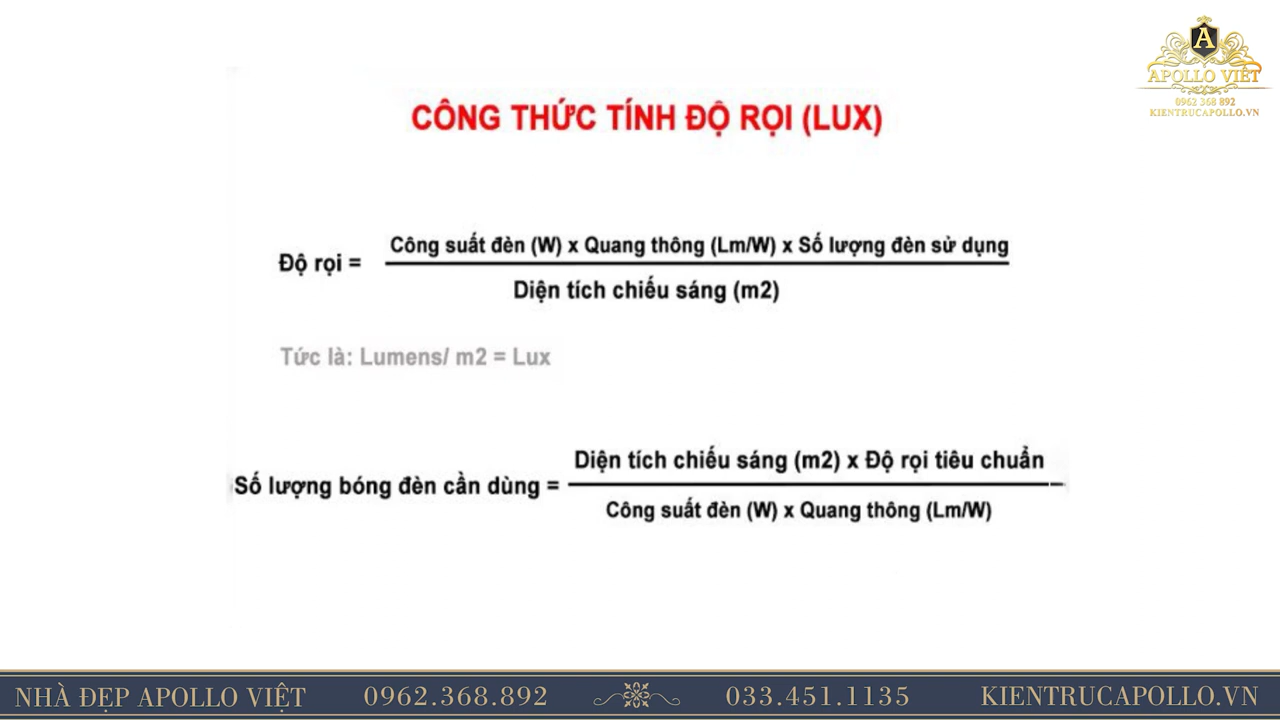 A
APOLLO VIỆT
0962 368 892
KIENTRUCAPOLLO.VN
CÔNG THỨC TÍNH ĐỘ RỌI (LUX)
Độ rọi =
Công suất đèn (W) x Quang thông (Lm/W) x Số lượng đèn sử dụng
Diện tích chiếu sáng (m2)
Tức là: Lumens/ m2 = Lux
Số lượng bóng đèn cần dùng =
Diện tích chiếu sáng (m2) x Độ rọi tiêu chuẩn
Công suất đèn (W) x Quang thông (Lm/W)
NHÀ ĐẸP APOLLO VIỆT 0962.368.892 033.451.1135 KIENTRUCAPOLLO.VN